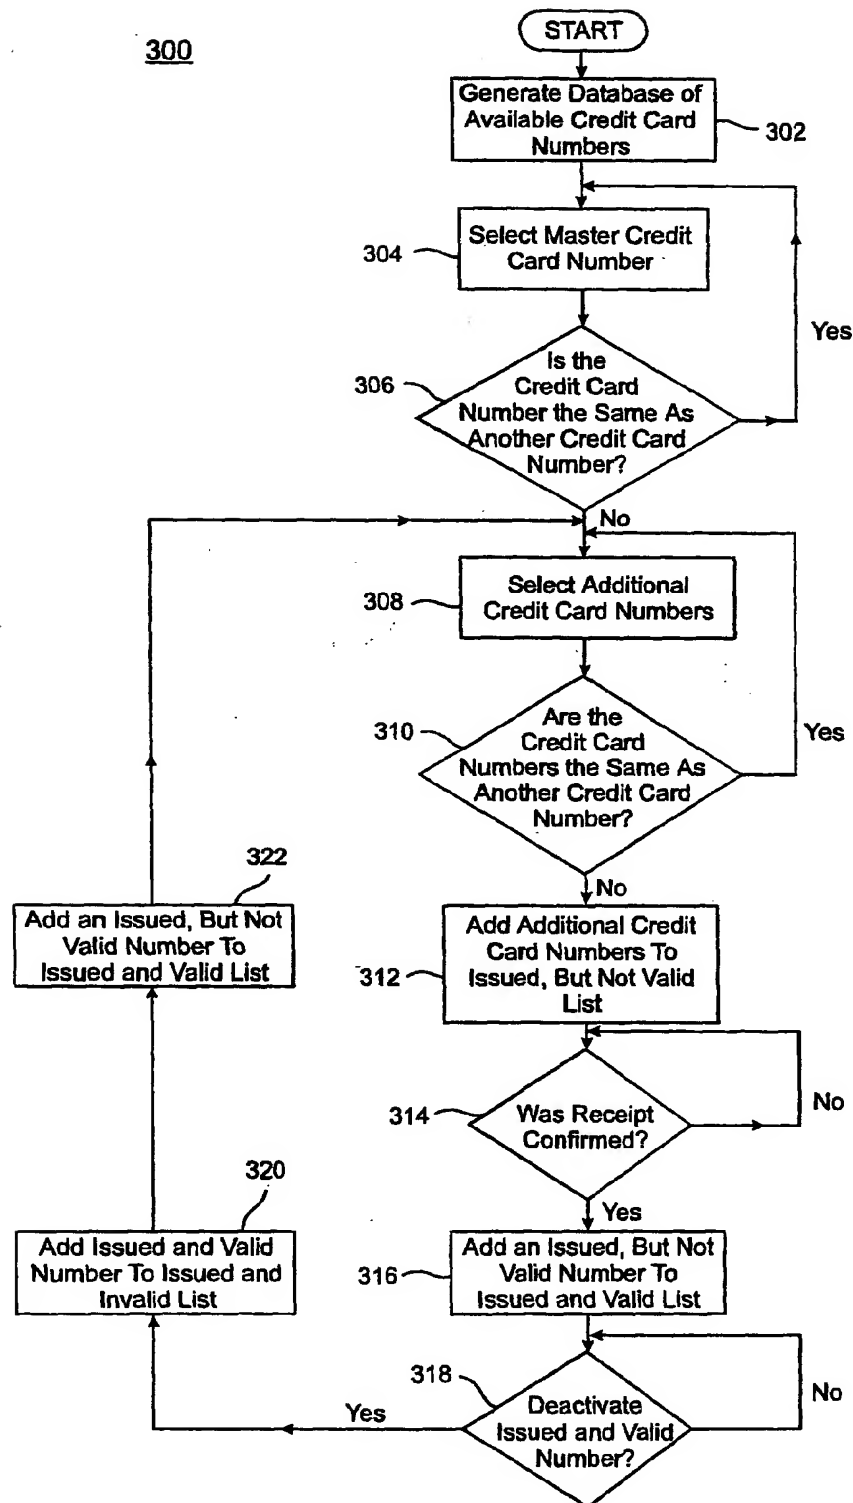 300
START
Generate Database of
Available Credit Card
Numbers
302
Select Master Credit
Card Number
304
Yes
Is the
Credit Card
Number the Same As
Another Credit Card
Number?
306
No
Select Additional
Credit Card Numbers
308
Are the
Credit Card
Numbers the Same As
Another Credit Card
Number?
310
Yes
No
Add Additional Credit
Card Numbers To
Issued, But Not Valid
List
312
Was Receipt
Confirmed?
314
No
Yes
Add an Issued, But Not
Valid Number To
Issued and Valid List
316
Deactivate
Issued and Valid
Number?
318
No
Yes
320
Add Issued and Valid
Number To Issued and
Invalid List
322
Add an Issued, But Not
Valid Number To
Issued and Valid List